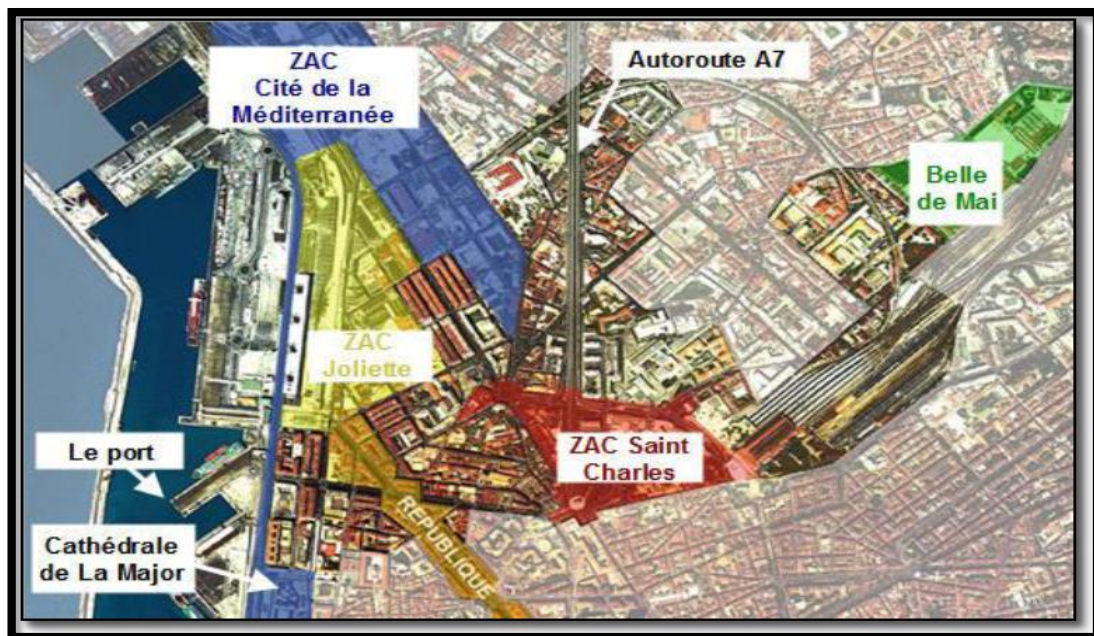 ZAC
Cité de la
Méditerranée
Autoroute A7
Belle
de Mai
ZAC
Joliette
ZAC Saint
Charles
Le port
RÉPUBLIQUE
Cathédrale
de La Major